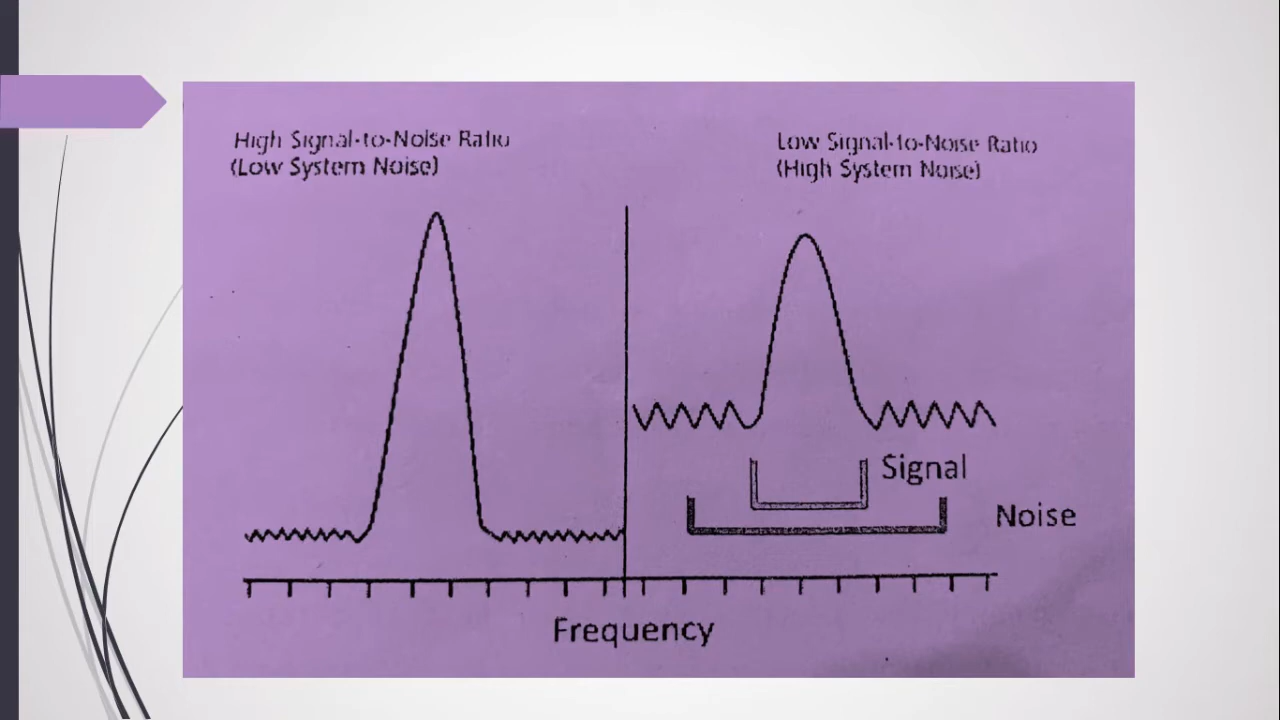 High Signal-to-Noise Ratio
(Low System Noise)
Low Signal-to-Noise Ratio
(High System Noise)
Signal
Noise
Frequency